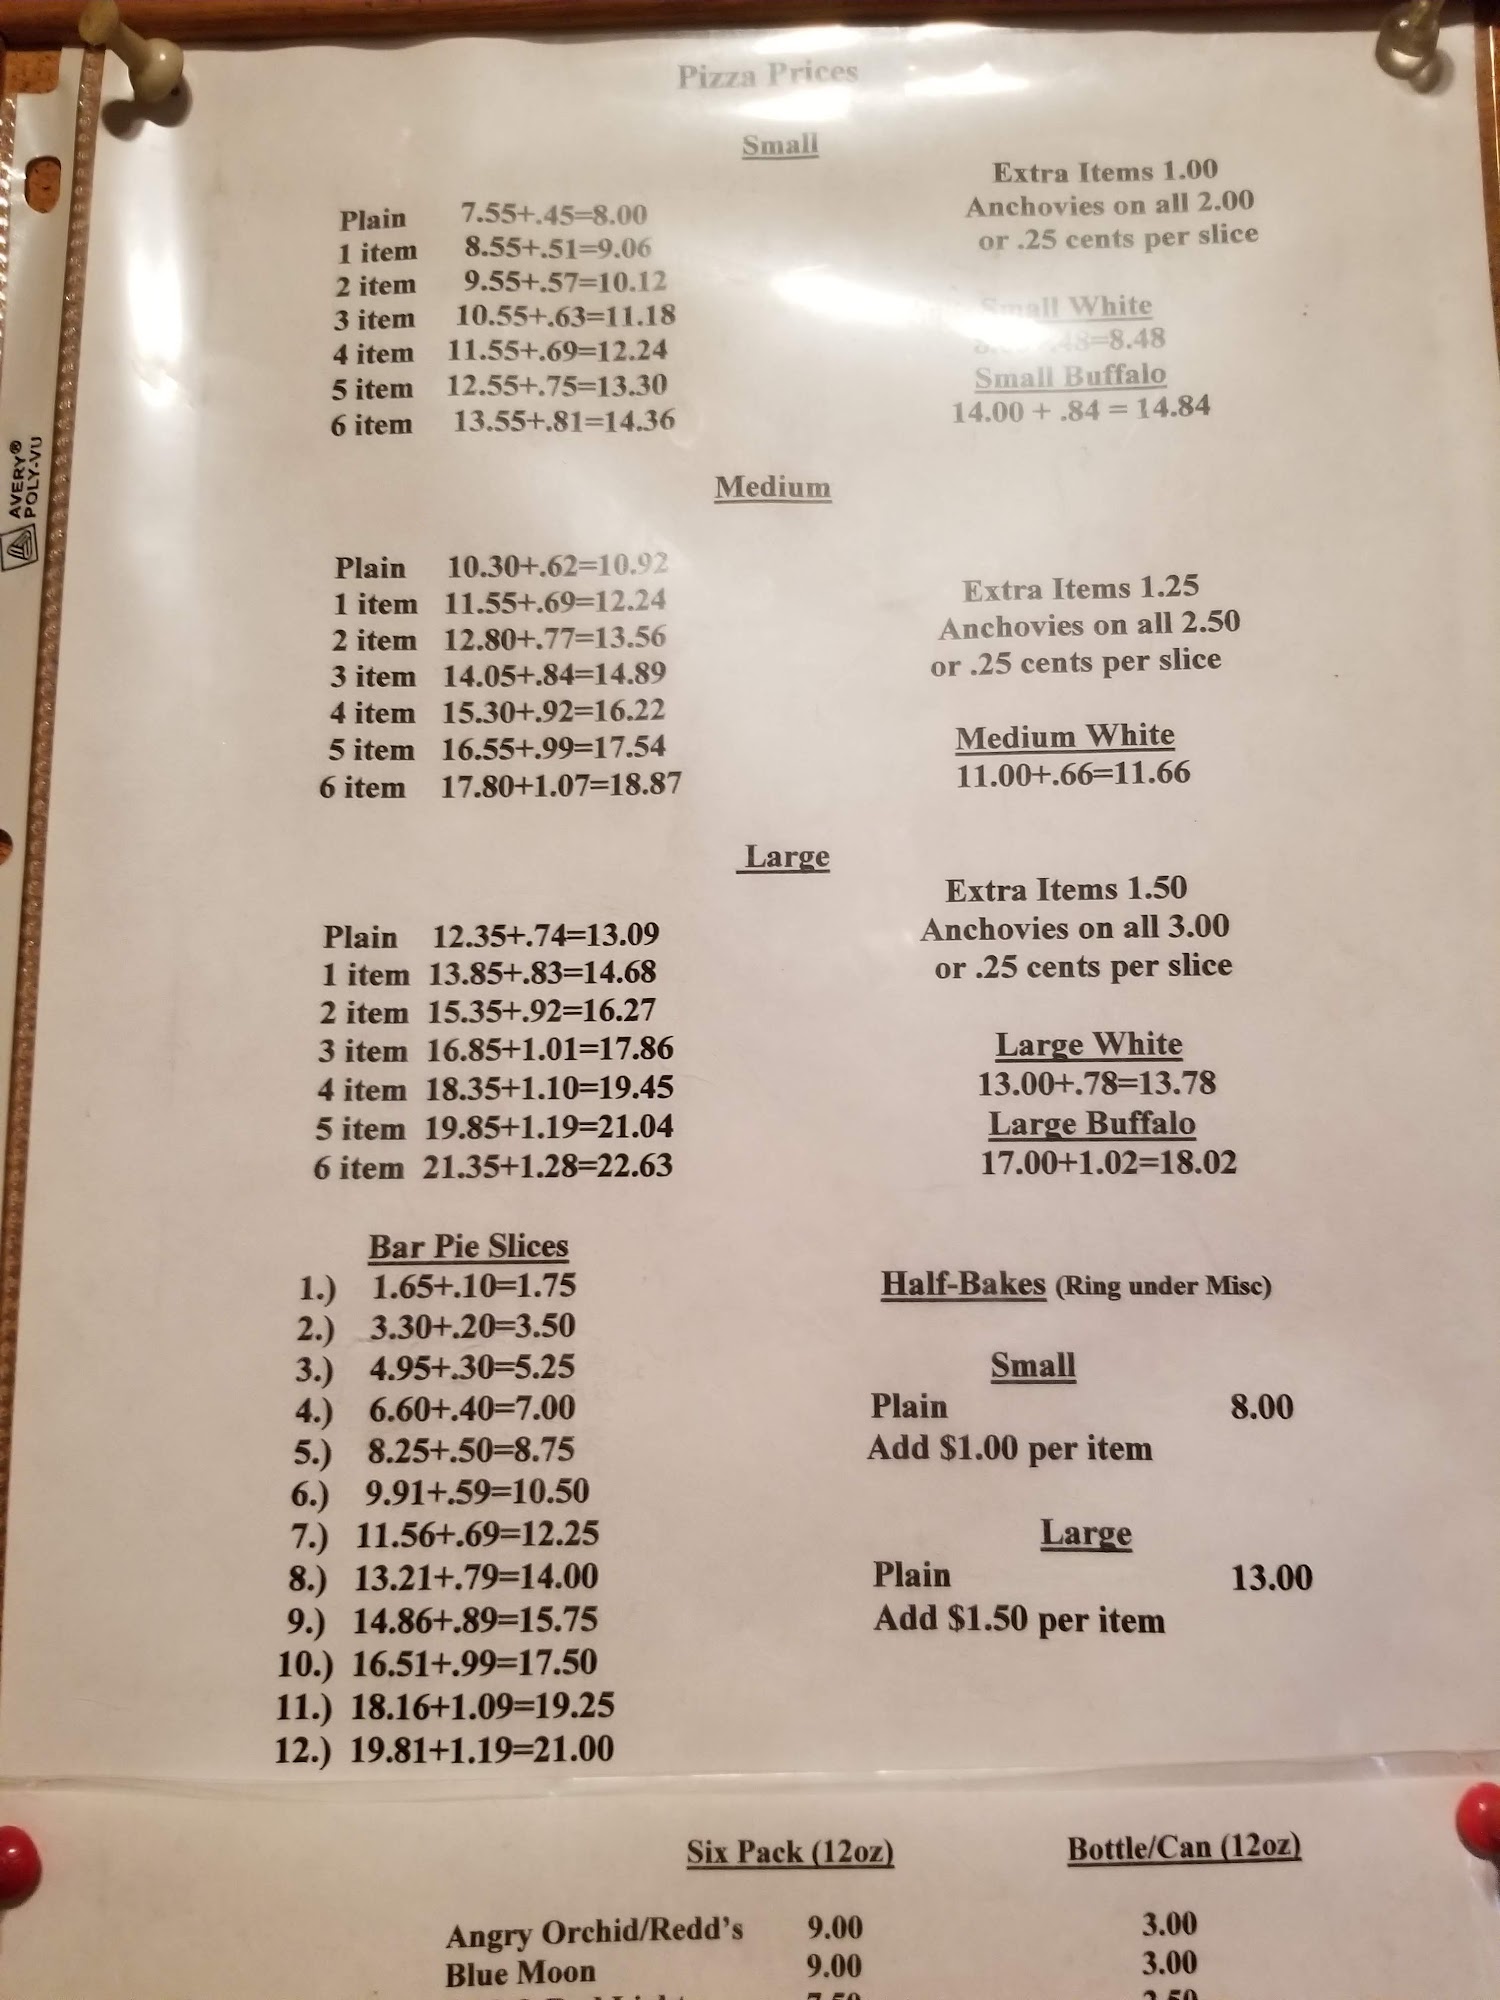 Pizza Prices
Small
Plain 7.55+.45=8.00
1 item 8.55+.51=9.06
2 item 9.55+.57=10.12
3 item 10.55+.63=11.18
4 item 11.55+.69=12.24
5 item 12.55+.75=13.30
6 item 13.55+.81=14.36
Extra Items 1.00
Anchovies on all 2.00
or .25 cents per slice
Small White
.48=8.48
Small Buffalo
14.00 + .84 = 14.84
Medium
Plain 10.30+.62=10.92
1 item 11.55+.69=12.24
2 item 12.80+.77=13.56
3 item 14.05+.84=14.89
4 item 15.30+.92=16.22
5 item 16.55+.99=17.54
6 item 17.80+1.07=18.87
Extra Items 1.25
Anchovies on all 2.50
or .25 cents per slice
Medium White
11.00+.66=11.66
Large
Plain 12.35+.74=13.09
1 item 13.85+.83=14.68
2 item 15.35+.92=16.27
3 item 16.85+1.01=17.86
4 item 18.35+1.10=19.45
5 item 19.85+1.19=21.04
6 item 21.35+1.28=22.63
Extra Items 1.50
Anchovies on all 3.00
or .25 cents per slice
Large White
13.00+.78=13.78
Large Buffalo
17.00+1.02=18.02
Bar Pie Slices
1.) 1.65+.10=1.75
2.) 3.30+.20=3.50
3.) 4.95+.30=5.25
4.) 6.60+.40=7.00
5.) 8.25+.50=8.75
6.) 9.91+.59=10.50
7.) 11.56+.69=12.25
8.) 13.21+.79=14.00
9.) 14.86+.89=15.75
10.) 16.51+.99=17.50
11.) 18.16+1.09=19.25
12.) 19.81+1.19=21.00
Half-Bakes (Ring under Misc)
Small
Plain 8.00
Add $1.00 per item
Large
Plain 13.00
Add $1.50 per item
AVERY®
POLY-VU
Six Pack (12oz) Bottle/Can (12oz)
Angry Orchid/Redd's 9.00 3.00
Blue Moon 9.00 3.00